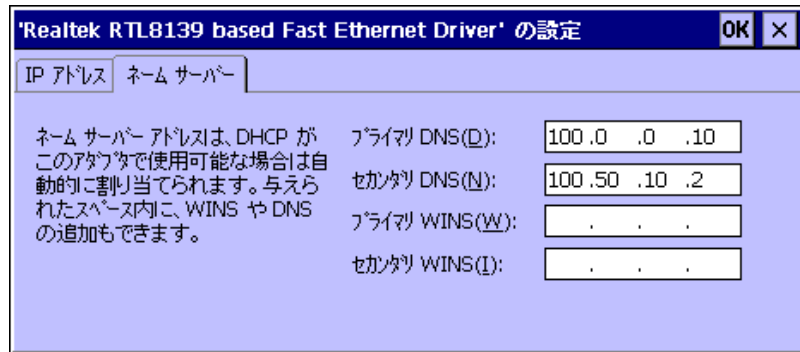 'Realtek RTL8139 based Fast Ethernet Driver' の設定 OK ×
IP ｱﾄﾞﾚｽ ﾈｰﾑ ｻｰﾊﾞｰ
ﾈｰﾑ ｻｰﾊﾞｰ ｱﾄﾞﾚｽは、DHCP が
このｱﾀﾞﾌﾟﾀで使用可能な場合は自
動的に割り当てられます。与えら
れたｽﾍﾟｰｽ内に、WINS や DNS
の追加もできます。
ﾌﾟﾗｲﾏﾘ DNS(D): 100.0 .0 .10
ｾｶﾝﾀﾞﾘ DNS(N): 100.50 .10 .2
ﾌﾟﾗｲﾏﾘ WINS(W): . . .
ｾｶﾝﾀﾞﾘ WINS(I): . . .